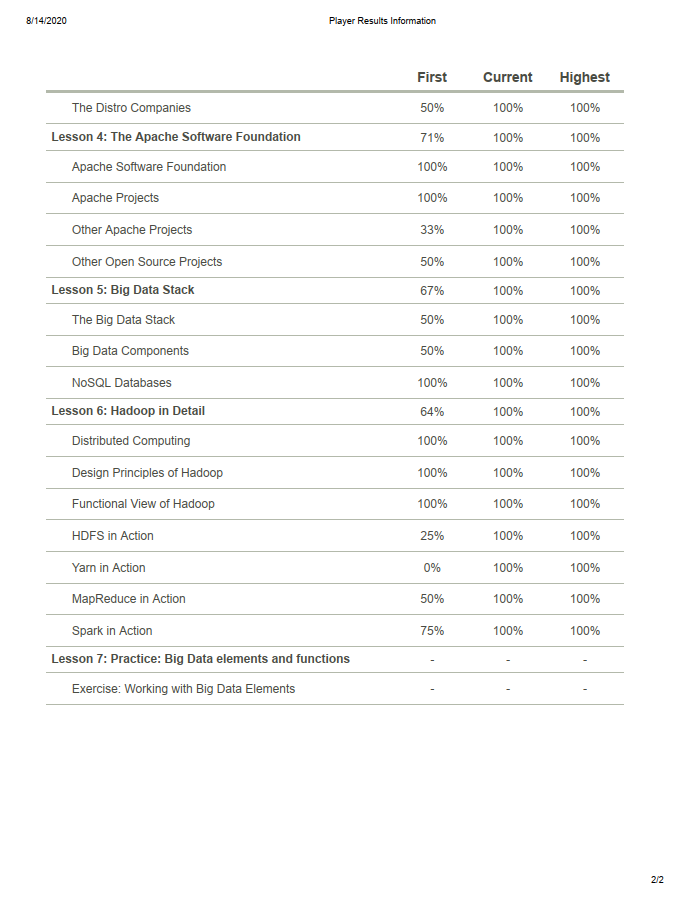 8/14/2020 Player Results Information
First Current Highest
The Distro Companies 50% 100% 100%
Lesson 4: The Apache Software Foundation 71% 100% 100%
Apache Software Foundation 100% 100% 100%
Apache Projects 100% 100% 100%
Other Apache Projects 33% 100% 100%
Other Open Source Projects 50% 100% 100%
Lesson 5: Big Data Stack 67% 100% 100%
The Big Data Stack 50% 100% 100%
Big Data Components 50% 100% 100%
NoSQL Databases 100% 100% 100%
Lesson 6: Hadoop in Detail 64% 100% 100%
Distributed Computing 100% 100% 100%
Design Principles of Hadoop 100% 100% 100%
Functional View of Hadoop 100% 100% 100%
HDFS in Action 25% 100% 100%
Yarn in Action 0% 100% 100%
MapReduce in Action 50% 100% 100%
Spark in Action 75% 100% 100%
Lesson 7: Practice: Big Data elements and functions - - -
Exercise: Working with Big Data Elements - - -
2/2